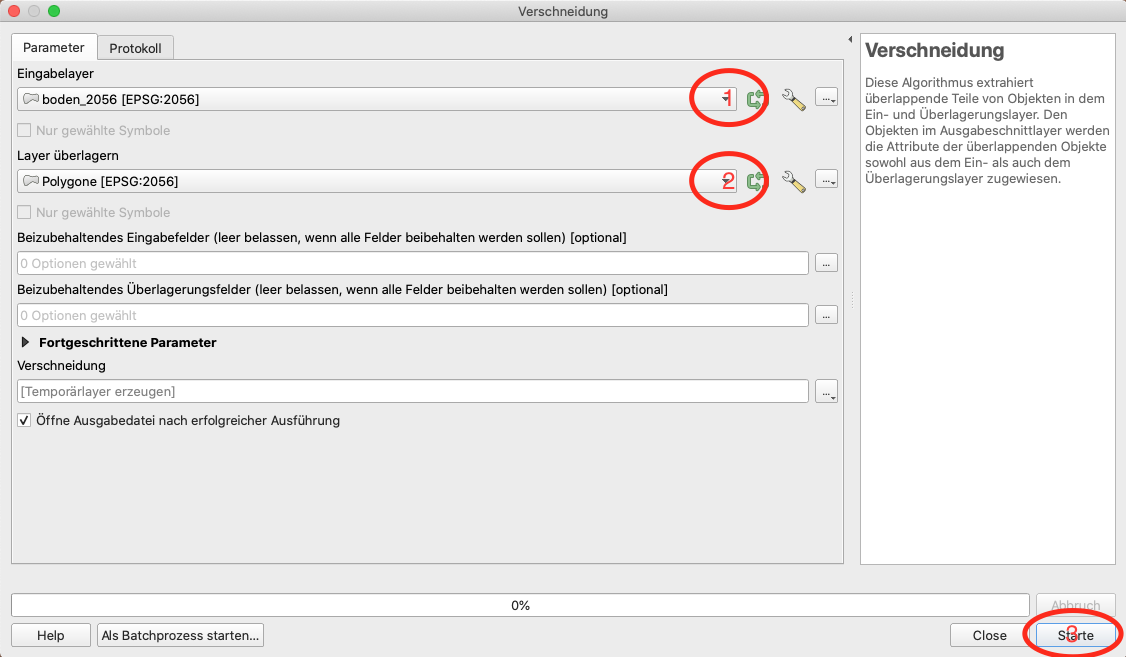 Verschneidung
Parameter
Protokoll
Eingabelayer
boden_2056 [EPSG:2056]
1
...
Nur gewählte Symbole
Layer überlagern
Polygone [EPSG:2056]
2
...
Nur gewählte Symbole
Beizubehaltendes Eingabefelder (leer belassen, wenn alle Felder beibehalten werden sollen) [optional]
0 Optionen gewählt
...
Beizubehaltendes Überlagerungsfelder (leer belassen, wenn alle Felder beibehalten werden sollen) [optional]
0 Optionen gewählt
...
Fortgeschrittene Parameter
Verschneidung
[Temporärlayer erzeugen]
...
Öffne Ausgabedatei nach erfolgreicher Ausführung
Verschneidung
Diese Algorithmus extrahiert
überlappende Teile von Objekten in dem
Ein- und Überlagerungslayer. Den
Objekten im Ausgabeschnittlayer werden
die Attribute der überlappenden Objekte
sowohl aus dem Ein- als auch dem
Überlagerungslayer zugewiesen.
0%
Abbruch
Help
Als Batchprozess starten...
Close
Starte
3